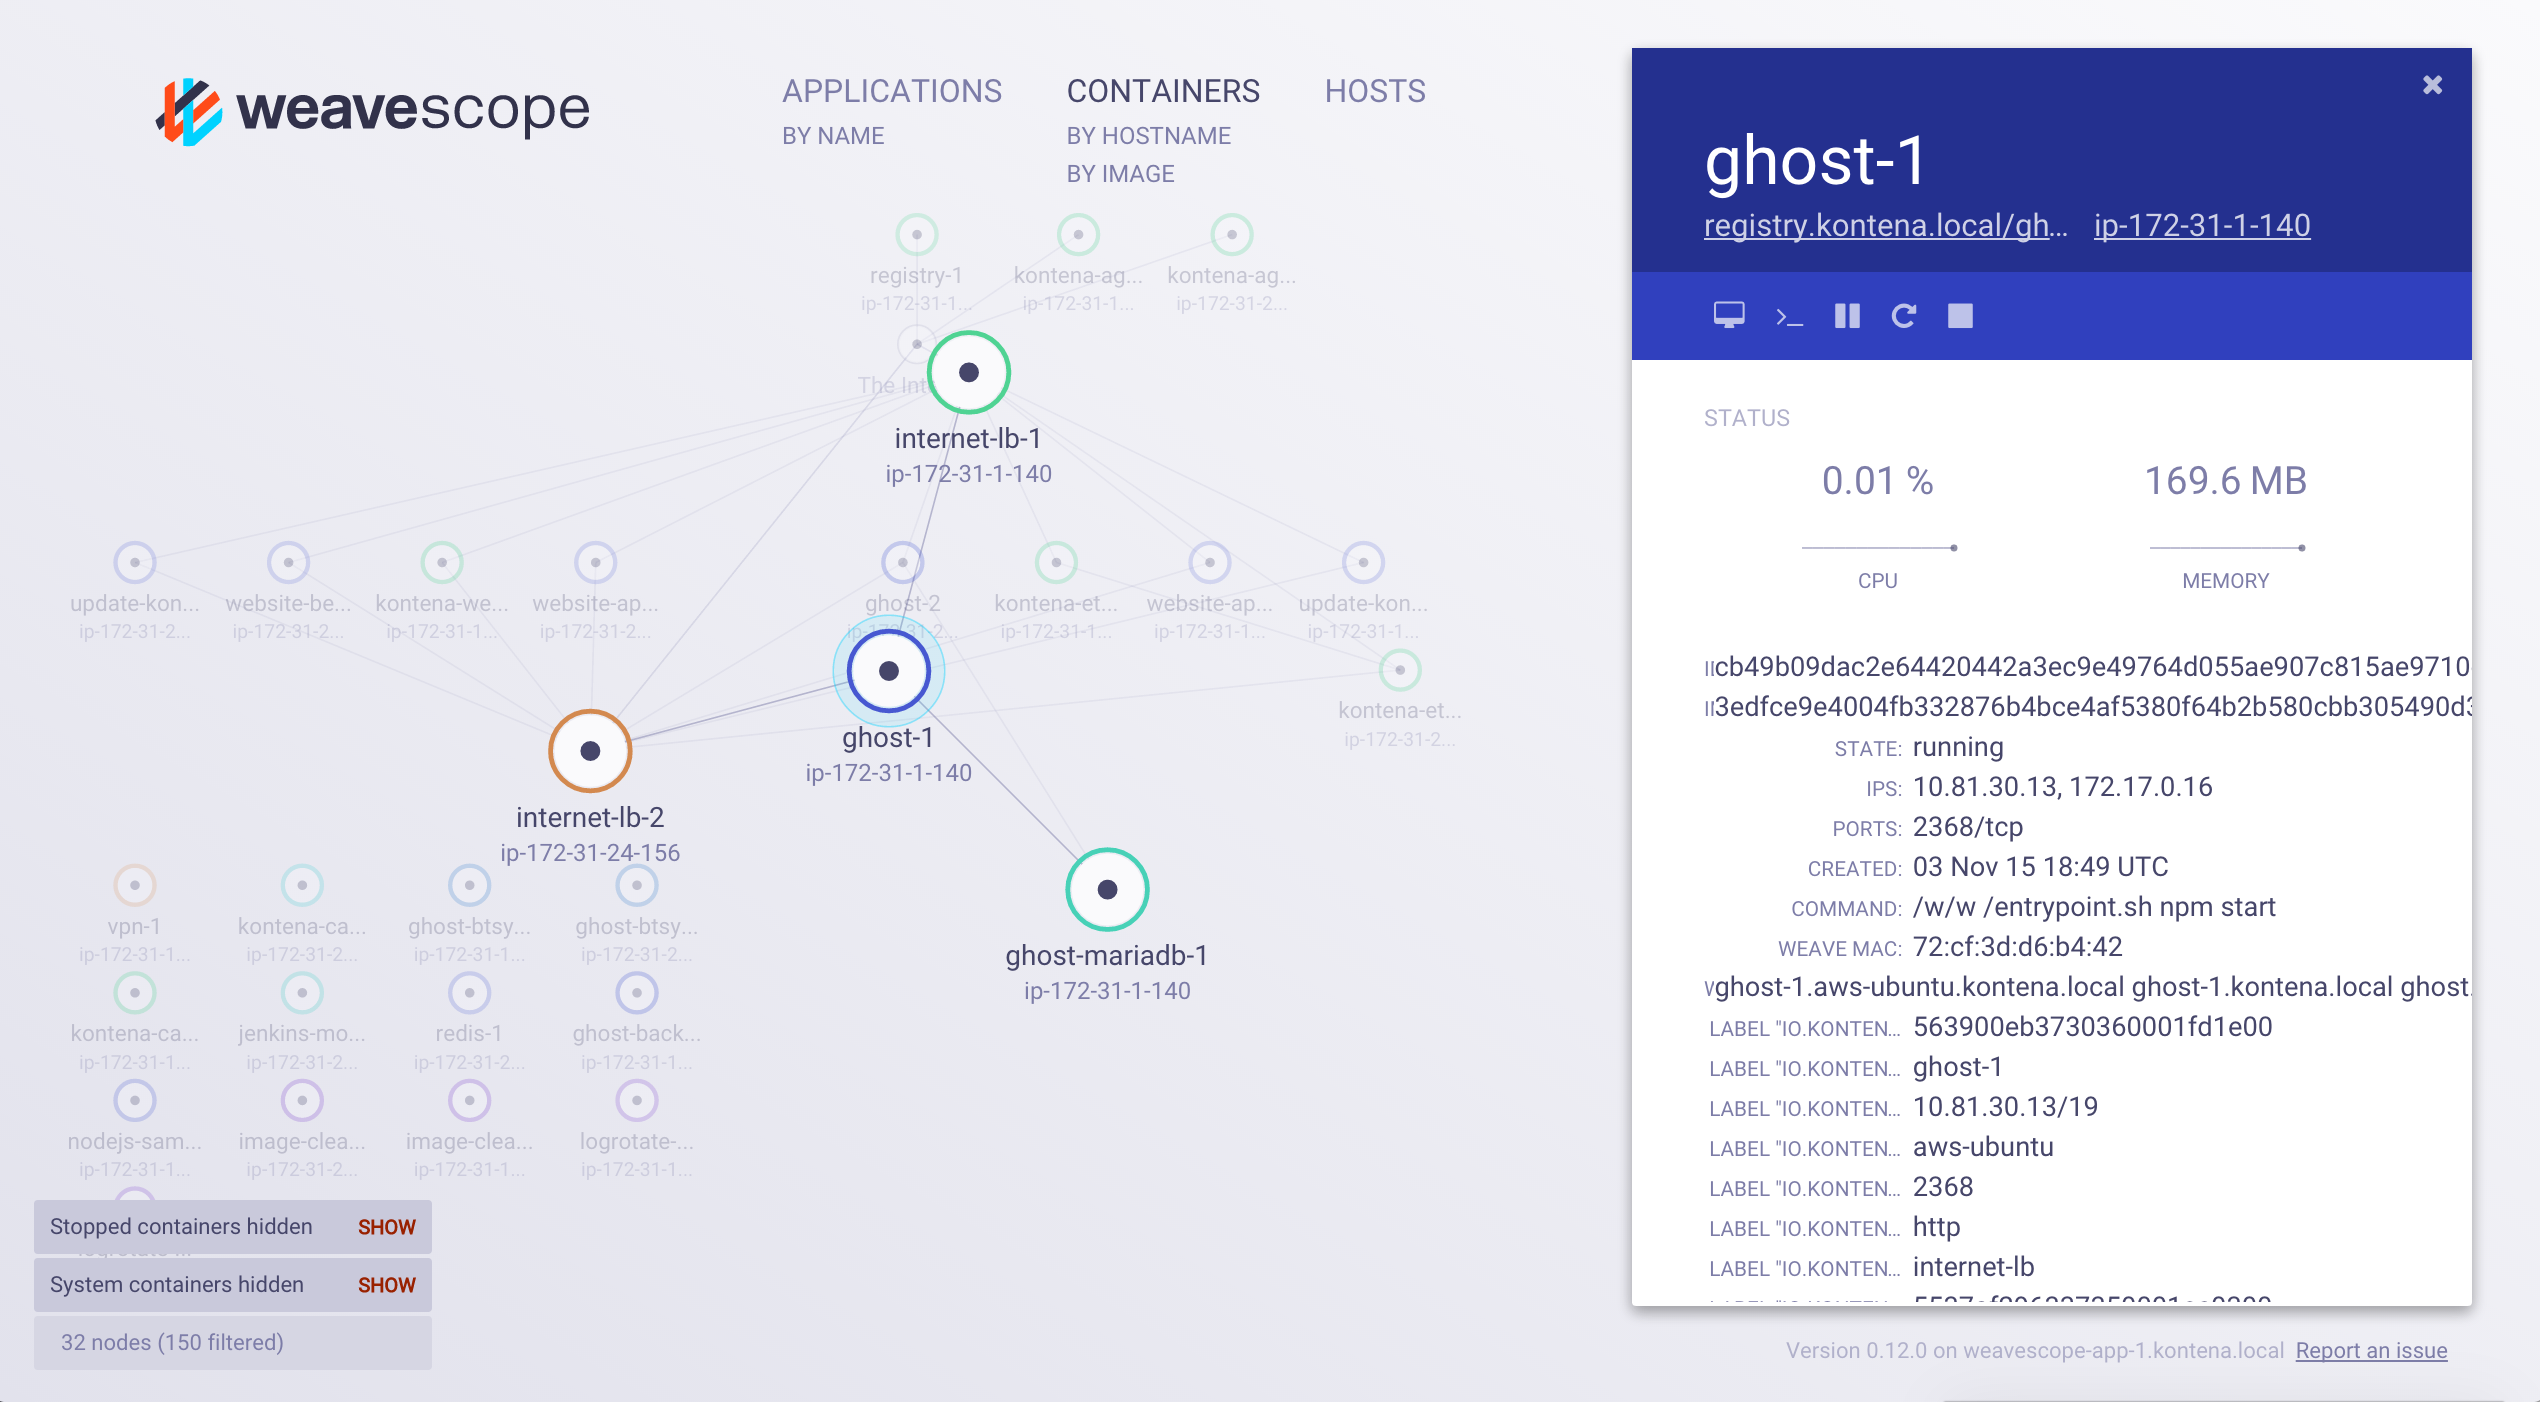 weavescope
APPLICATIONS
BY NAME
CONTAINERS
BY HOSTNAME
BY IMAGE
HOSTS
registry-1
ip-172-31-1...
kontena-ag...
ip-172-31-1...
kontena-ag...
ip-172-31-2...
The Int
internet-lb-1
ip-172-31-1-140
update-kon...
ip-172-31-2...
website-be...
ip-172-31-2...
kontena-we...
ip-172-31-1...
website-ap...
ip-172-31-2...
ghost-2
ip-172-31-2...
kontena-et...
ip-172-31-1...
website-ap...
ip-172-31-1...
update-kon...
ip-172-31-1...
kontena-et...
ip-172-31-2...
ghost-1
ip-172-31-1-140
internet-lb-2
ip-172-31-24-156
ghost-mariadb-1
ip-172-31-1-140
vpn-1
ip-172-31-1...
kontena-ca...
ip-172-31-2...
ghost-btsy...
ip-172-31-1...
ghost-btsy...
ip-172-31-2...
kontena-ca...
ip-172-31-1...
jenkins-mo...
ip-172-31-2...
redis-1
ip-172-31-2...
ghost-back...
ip-172-31-1...
nodejs-sam...
ip-172-31-1...
image-clea...
ip-172-31-2...
image-clea...
ip-172-31-1...
logrotate-...
ip-172-31-1...
Stopped containers hidden SHOW
System containers hidden SHOW
32 nodes (150 filtered)
ghost-1
registry.kontena.local/gh... ip-172-31-1-140
STATUS
0.01 %
CPU
169.6 MB
MEMORY
cb49b09dac2e64420442a3ec9e49764d055ae907c815ae9710
3edfce9e4004fb332876b4bce4af5380f64b2b580cbb305490d3
STATE: running
IPS: 10.81.30.13, 172.17.0.16
PORTS: 2368/tcp
CREATED: 03 Nov 15 18:49 UTC
COMMAND: /w/w /entrypoint.sh npm start
WEAVE MAC: 72:cf:3d:d6:b4:42
ghost-1.aws-ubuntu.kontena.local ghost-1.kontena.local ghost.
LABEL "IO.KONTEN... 563900eb3730360001fd1e00
LABEL "IO.KONTEN... ghost-1
LABEL "IO.KONTEN... 10.81.30.13/19
LABEL "IO.KONTEN... aws-ubuntu
LABEL "IO.KONTEN... 2368
LABEL "IO.KONTEN... http
LABEL "IO.KONTEN... internet-lb
Version 0.12.0 on weavescope-app-1.kontena.local Report an issue